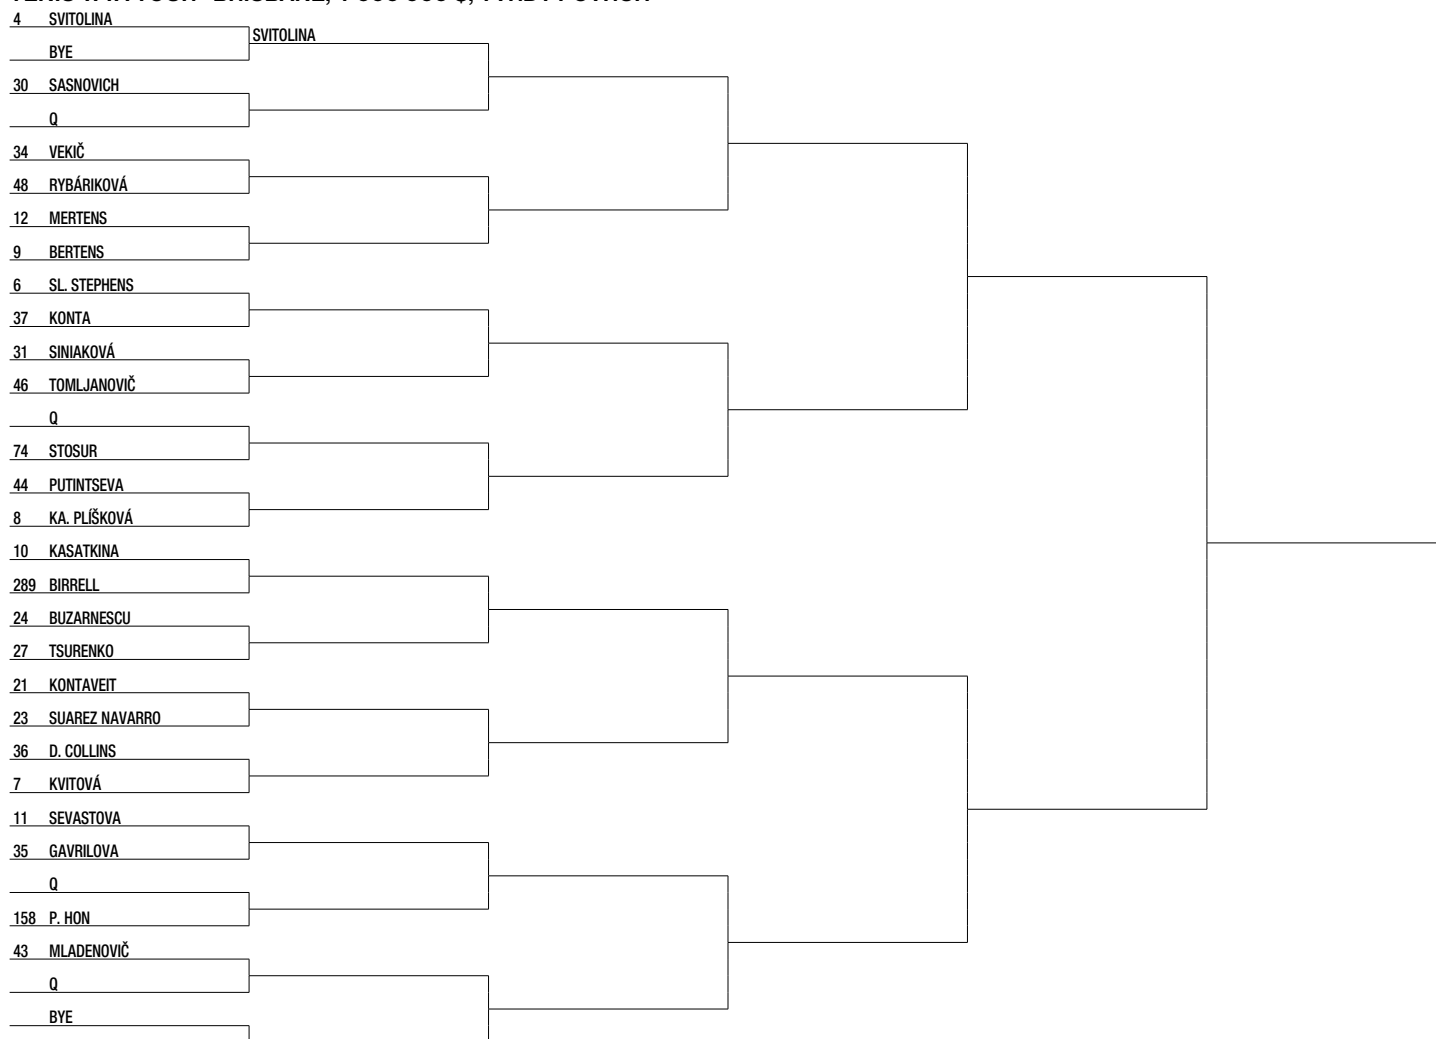 4 SVITOLINA
SVITOLINA
BYE
30 SASNOVICH
Q
34 VEKIČ
48 RYBÁRIKOVÁ
12 MERTENS
9 BERTENS
6 SL. STEPHENS
37 KONTA
31 SINIAKOVÁ
46 TOMLJANOVIČ
Q
74 STOSUR
44 PUTINTSEVA
8 KA. PLÍŠKOVÁ
10 KASATKINA
289 BIRRELL
24 BUZARNESCU
27 TSURENKO
21 KONTAVEIT
23 SUAREZ NAVARRO
36 D. COLLINS
7 KVITOVÁ
11 SEVASTOVA
35 GAVRILOVA
Q
158 P. HON
43 MLADENOVIČ
Q
BYE